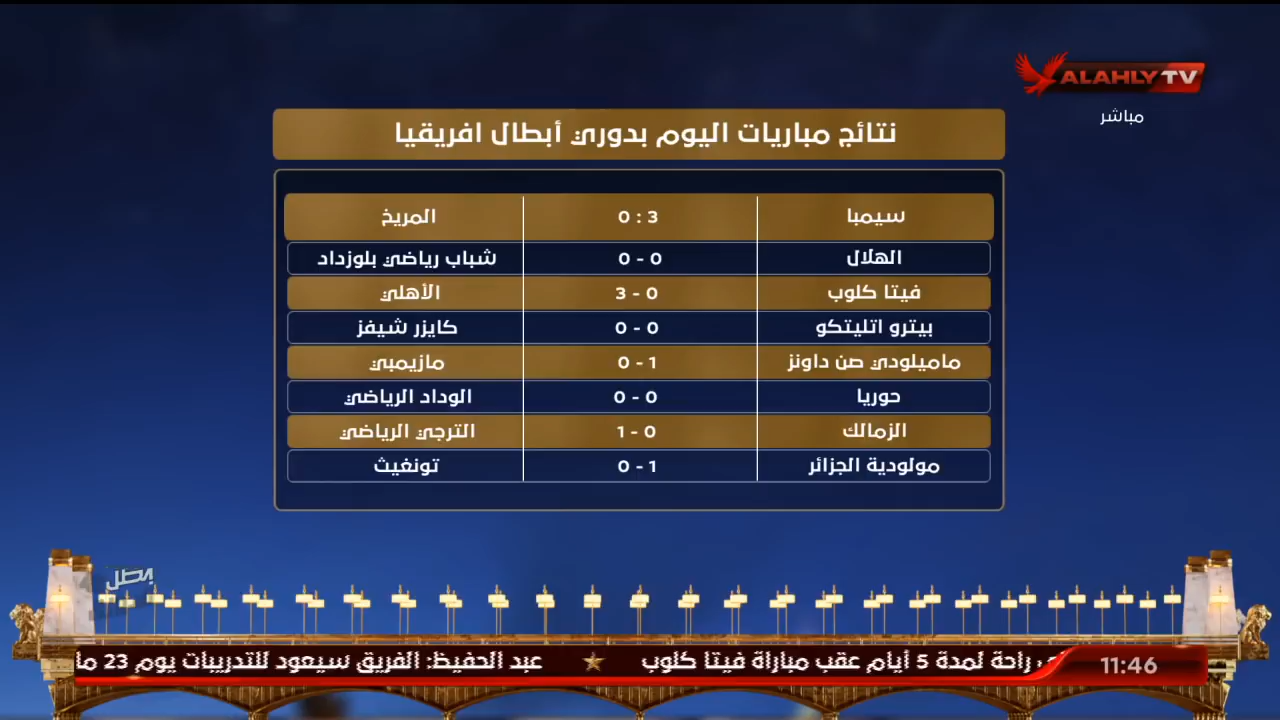 ALAHLY TV
مباشر
نتائج مباريات اليوم بدوري أبطال افريقيا
سيمبا 3 : 0 المريخ
الهلال 0 - 0 شباب رياضي بلوزداد
فيتا كلوب 0 - 3 الأهلي
بيترو اتليتكو 0 - 0 كايزر شيفز
ماميلودي صن داونز 1 - 0 مازيمبي
حوريا 0 - 0 الوداد الرياضي
الزمالك 0 - 1 الترجي الرياضي
مولودية الجزائر 1 - 0 تونغيث
11:46 راحة لمدة 5 أيام عقب مباراة فيتا كلوب ★ عبد الحفيظ: الفريق سيعود للتدريبات يوم 23 ما